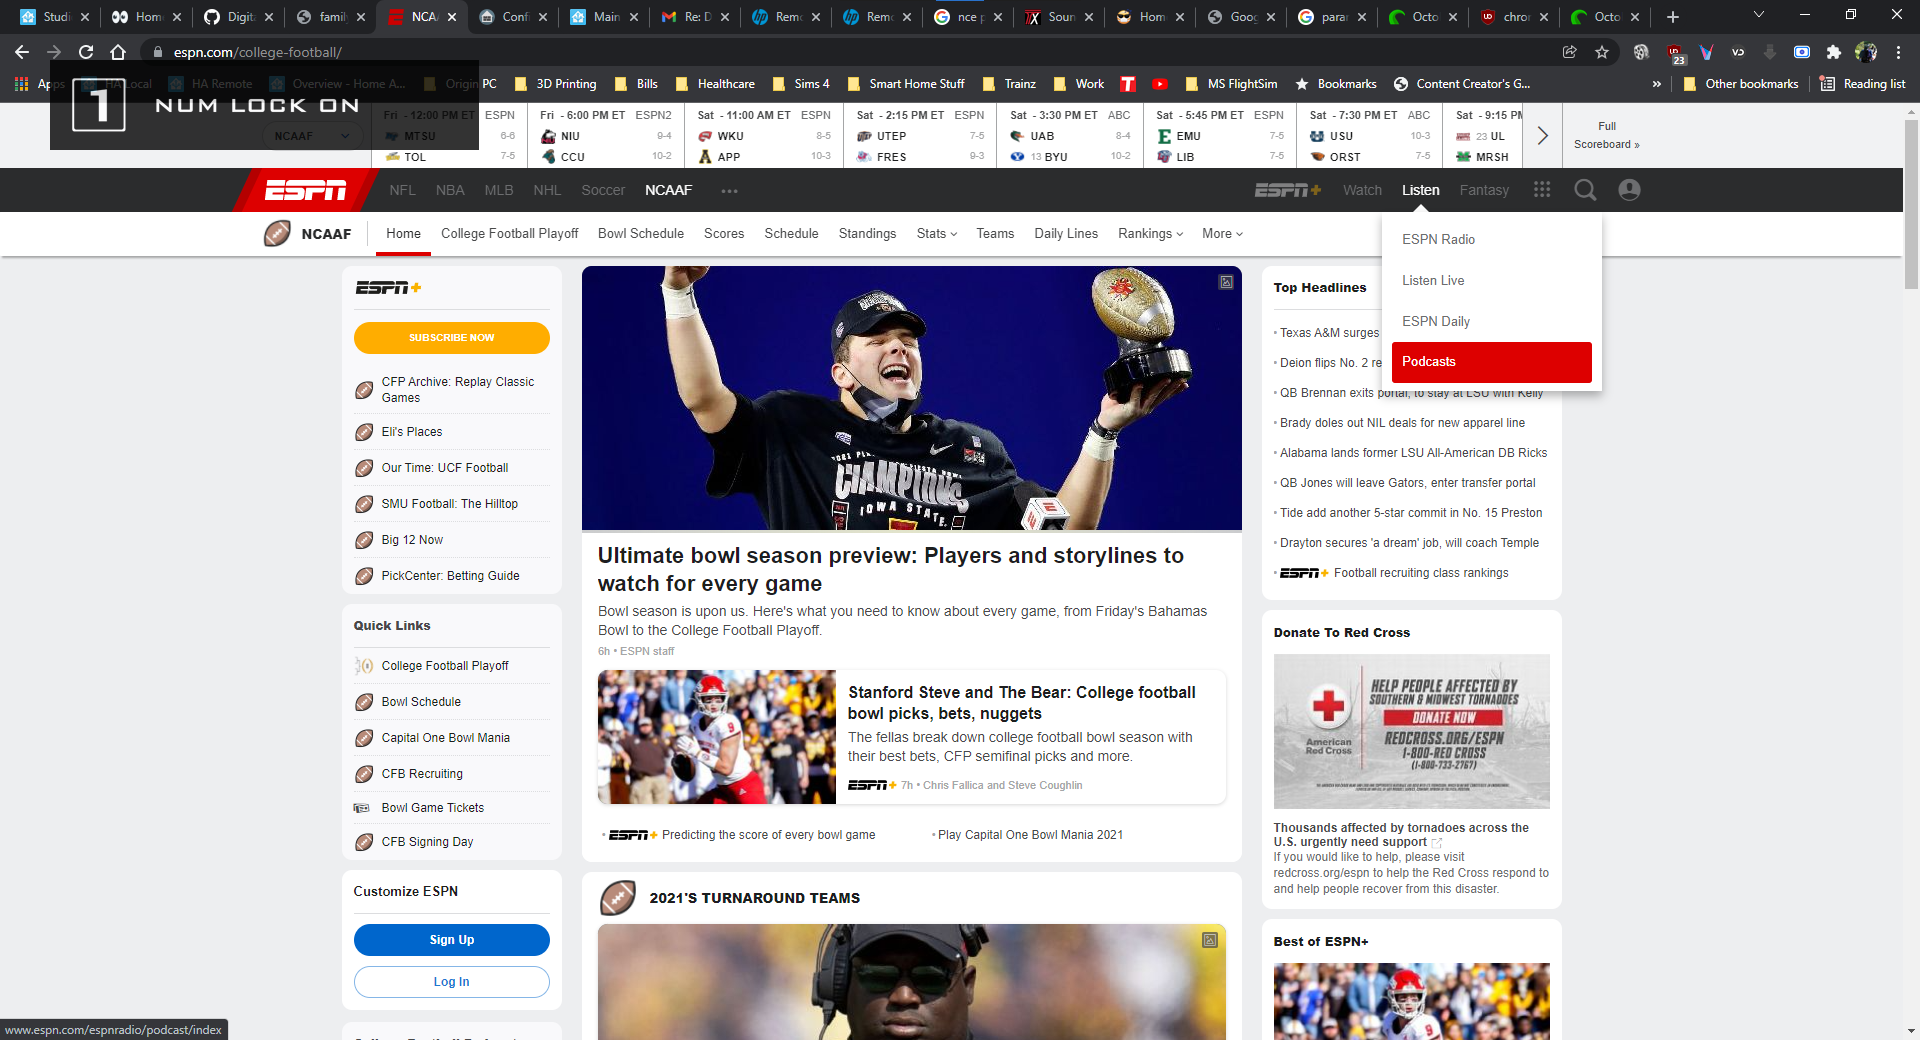 Studi
Home
Digita
family
NCAA
Confi
Main
Re: D
Remo
Remo
nce p
Soun
Home
Goog
param
Octo
chror
Octo
espn.com/college-football/
23
Apps
HA Local
HA Remote
Overview - Home A...
Origin PC
3D Printing
Bills
Healthcare
Sims 4
Smart Home Stuff
Trainz
Work
MS FlightSim
Bookmarks
Content Creator's G...
»
Other bookmarks
Reading list
1
NUM LOCK ON
NCAAF
Fri - 12:00 PM ET ESPN
MTSU 6-6
TOL 7-5
Fri - 6:00 PM ET ESPN2
NIU 9-4
CCU 10-2
Sat - 11:00 AM ET ESPN
WKU 8-5
APP 10-3
Sat - 2:15 PM ET ESPN
UTEP 7-5
FRES 9-3
Sat - 3:30 PM ET ABC
UAB 8-4
13 BYU 10-2
Sat - 5:45 PM ET ESPN
EMU 7-5
LIB 7-5
Sat - 7:30 PM ET ABC
USU 10-3
ORST 7-5
Sat - 9:15 PM
23 UL
MRSH
Full
Scoreboard »
ESPN
NFL
NBA
MLB
NHL
Soccer
NCAAF
ESPN+
Watch
Listen
Fantasy
NCAAF
Home
College Football Playoff
Bowl Schedule
Scores
Schedule
Standings
Stats
Teams
Daily Lines
Rankings
More
ESPN Radio
Listen Live
ESPN Daily
Podcasts
ESPN+
SUBSCRIBE NOW
CFP Archive: Replay Classic
Games
Eli's Places
Our Time: UCF Football
SMU Football: The Hilltop
Big 12 Now
PickCenter: Betting Guide
Quick Links
College Football Playoff
Bowl Schedule
Capital One Bowl Mania
CFB Recruiting
Bowl Game Tickets
CFB Signing Day
Customize ESPN
Sign Up
Log In
CHAMPIONS
IOWA STATE
Ultimate bowl season preview: Players and storylines to
watch for every game
Bowl season is upon us. Here's what you need to know about every game, from Friday's Bahamas
Bowl to the College Football Playoff.
6h • ESPN staff
9
Stanford Steve and The Bear: College football
bowl picks, bets, nuggets
The fellas break down college football bowl season with
their best bets, CFP semifinal picks and more.
ESPN+ 7h • Chris Fallica and Steve Coughlin
• ESPN+ Predicting the score of every bowl game
• Play Capital One Bowl Mania 2021
2021'S TURNAROUND TEAMS
Top Headlines
Texas A&M surges
Deion flips No. 2 re
QB Brennan exits portal, to stay at LSU with Kelly
Brady doles out NIL deals for new apparel line
Alabama lands former LSU All-American DB Ricks
QB Jones will leave Gators, enter transfer portal
Tide add another 5-star commit in No. 15 Preston
Drayton secures 'a dream' job, will coach Temple
ESPN+ Football recruiting class rankings
Donate To Red Cross
American
Red Cross
HELP PEOPLE AFFECTED BY
SOUTHERN & MIDWEST TORNADOES
DONATE NOW
REDCROSS.ORG/ESPN
1-800-RED CROSS
(1-800-733-2767)
Thousands affected by tornadoes across the
U.S. urgently need support
If you would like to help, please visit
redcross.org/espn to help the Red Cross respond to
and help people recover from this disaster.
Best of ESPN+
9
www.espn.com/espnradio/podcast/index